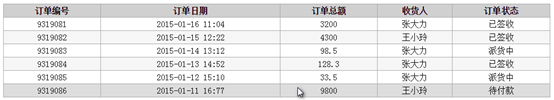 订单编号 订单日期 订单总额 收货人 订单状态
9319081 2015-01-16 11:04 3200 张大力 已签收
9319082 2015-01-15 12:22 4300 王小玲 已签收
9319083 2015-01-14 13:12 98.5 张大力 派货中
9319084 2015-01-13 14:52 128.3 张大力 已签收
9319085 2015-01-12 15:10 33.5 张大力 派货中
9319086 2015-01-11 16:77 9800 王小玲 待付款